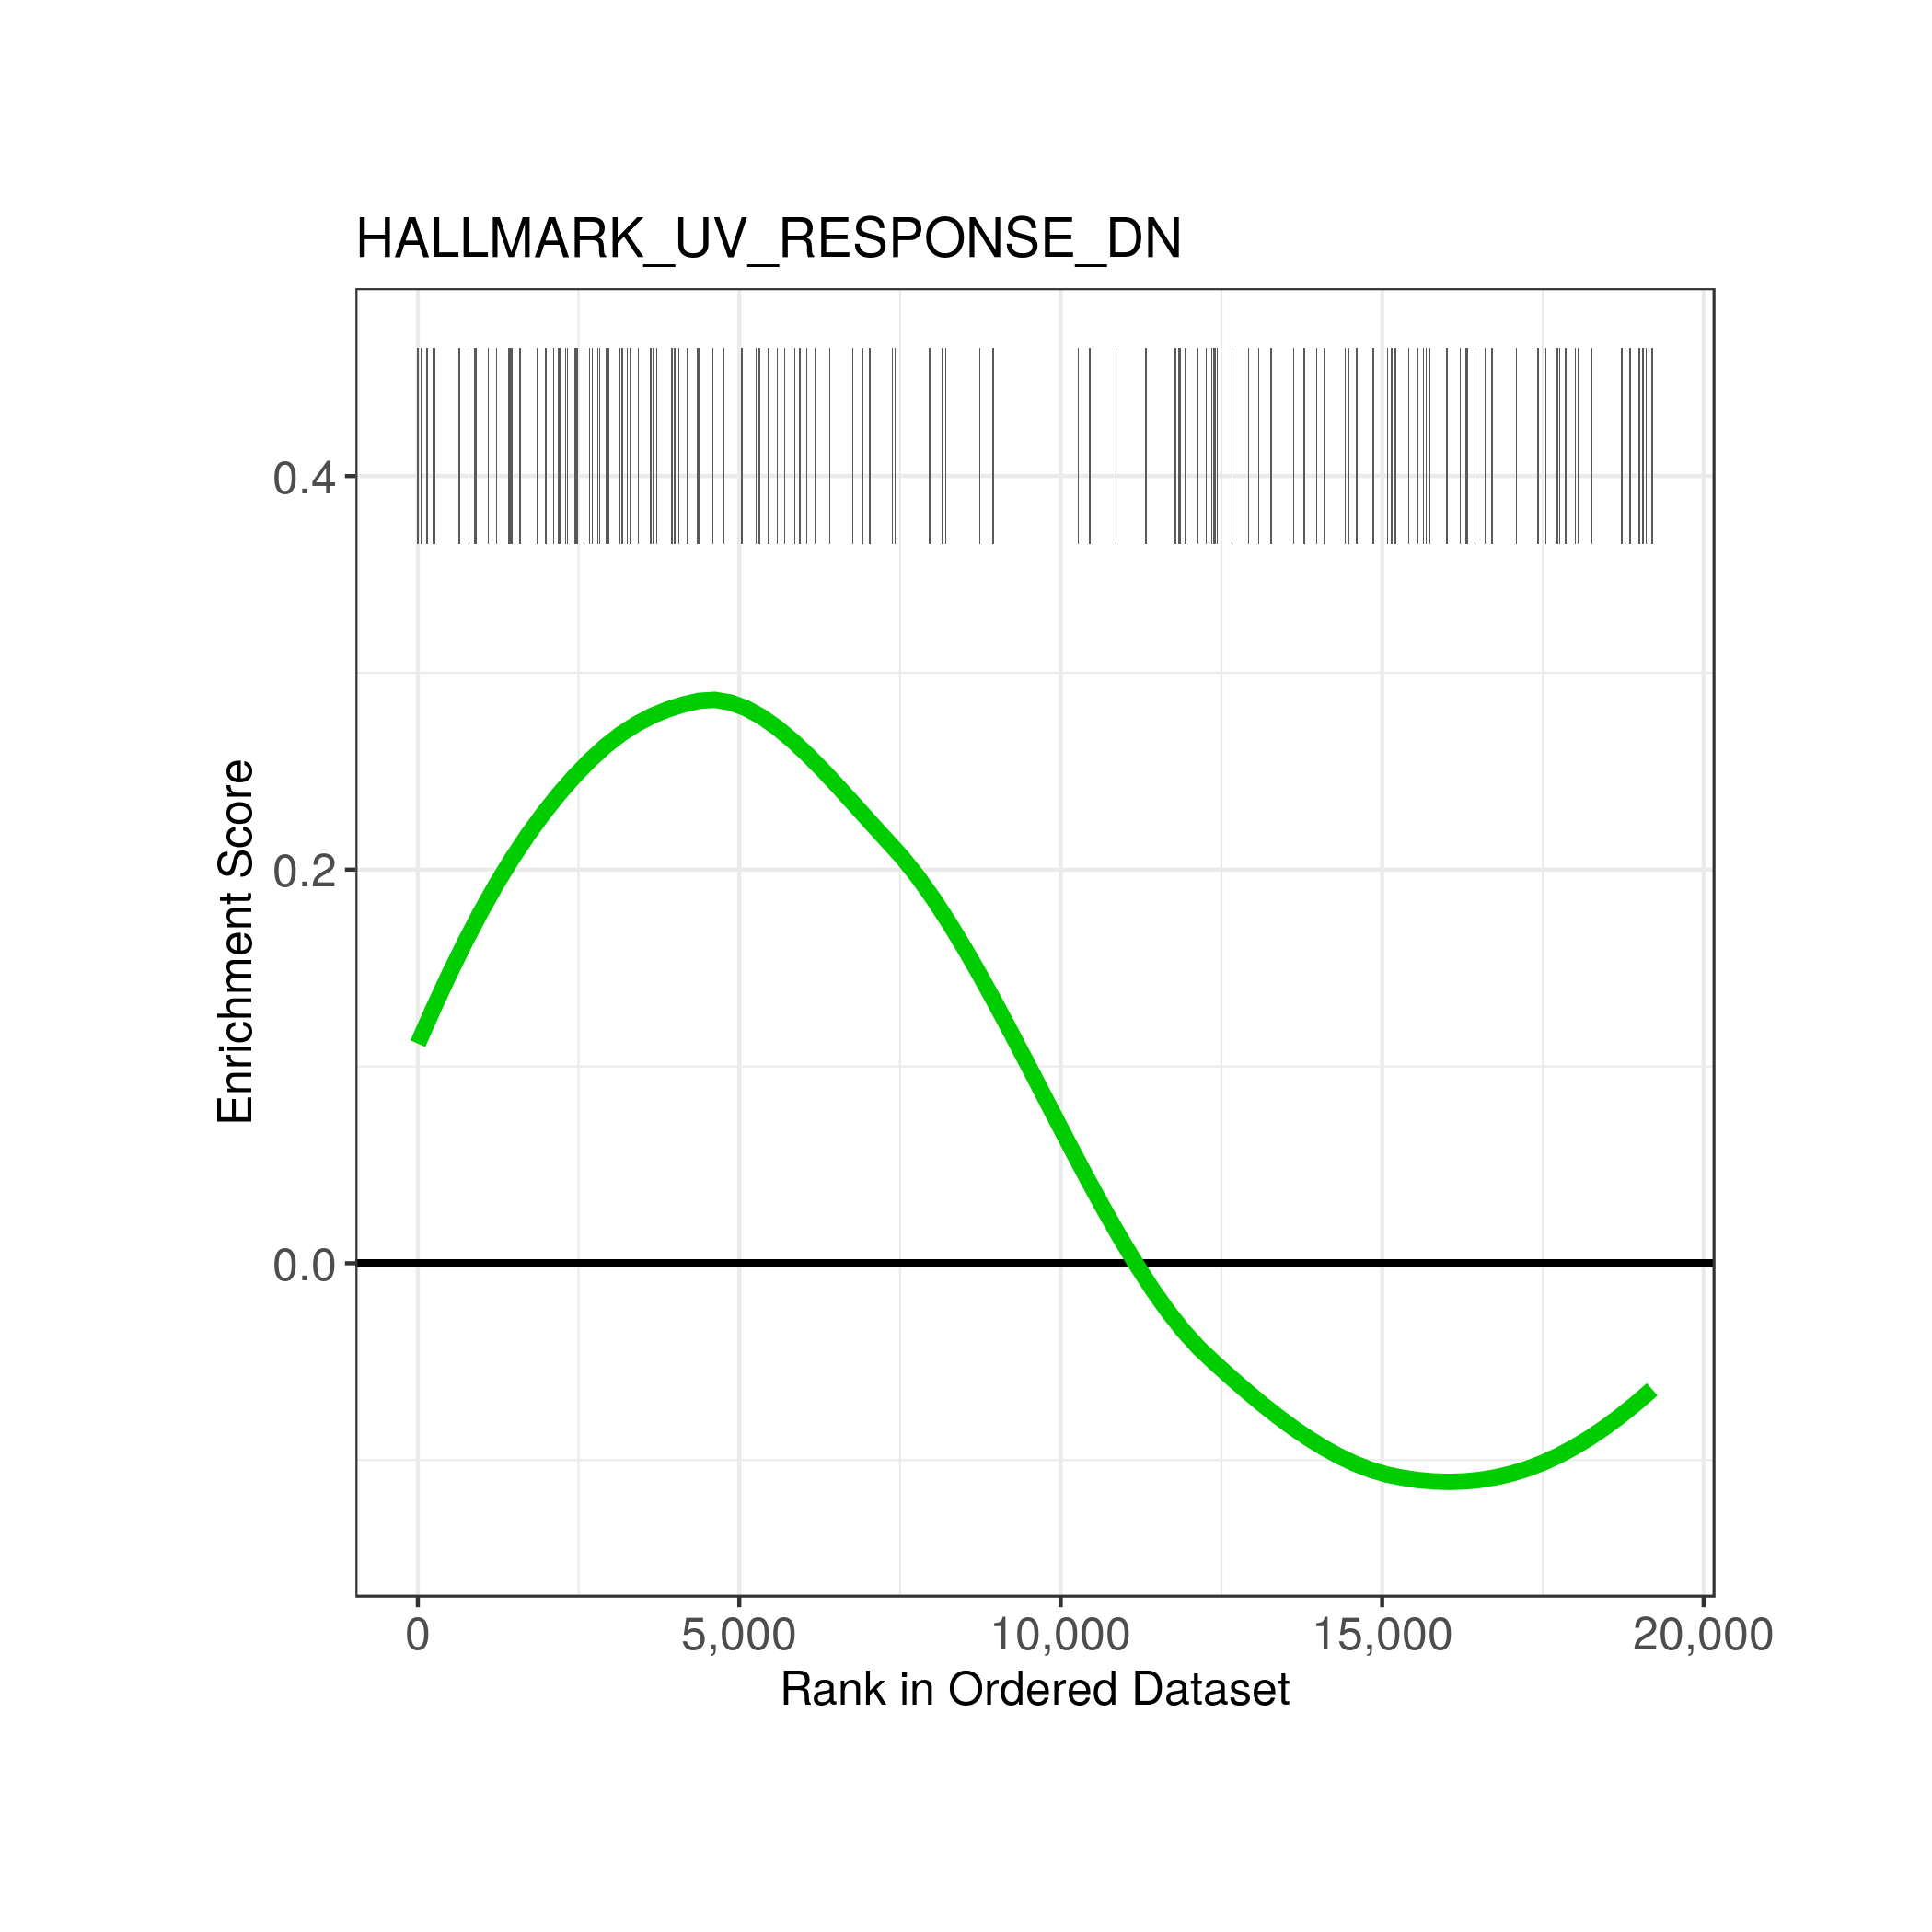 HALLMARK_UV_RESPONSE_DN
Enrichment Score
0.4
0.2
0.0
0 5,000 10,000 15,000 20,000
Rank in Ordered Dataset